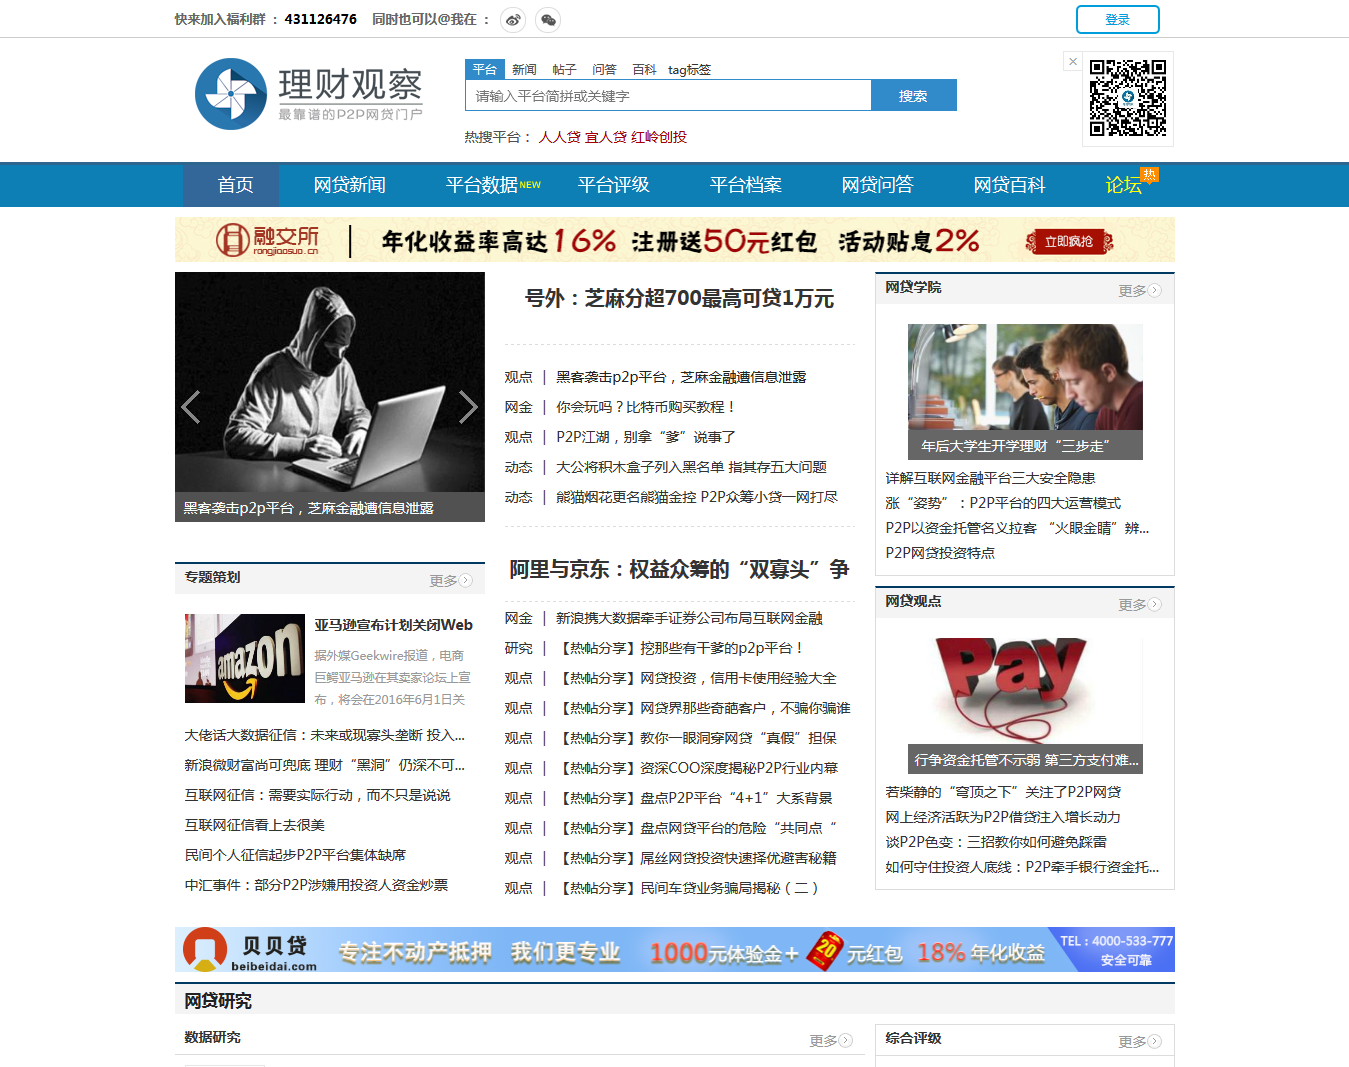 快来加入福利群 ： 431126476 同时也可以@我在 ：
登录
理财观察
最靠谱的P2P网贷门户
平台 新闻 帖子 问答 百科 tag标签
请输入平台简拼或关键字 搜索
热搜平台： 人人贷 宜人贷 红岭创投
首页 网贷新闻 平台数据NEW 平台评级 平台档案 网贷问答 网贷百科 论坛 热
融交所 rongjiaosuo.cn 年化收益率高达16% 注册送50元红包 活动贴息2% 立即疯抢
黑客袭击p2p平台，芝麻金融遭信息泄露
号外：芝麻分超700最高可贷1万元
观点 | 黑客袭击p2p平台，芝麻金融遭信息泄露
网金 | 你会玩吗？比特币购买教程！
观点 | P2P江湖，别拿“爹”说事了
动态 | 大公将积木盒子列入黑名单 指其存五大问题
动态 | 熊猫烟花更名熊猫金控 P2P众筹小贷一网打尽
网贷学院 更多
年后大学生开学理财“三步走”
详解互联网金融平台三大安全隐患
涨“姿势”：P2P平台的四大运营模式
P2P以资金托管名义拉客 “火眼金睛”辨...
P2P网贷投资特点
专题策划 更多
amazon
亚马逊宣布计划关闭Web
据外媒Geekwire报道，电商
巨鳄亚马逊在其卖家论坛上宣
布，将会在2016年6月1日关
大佬话大数据征信：未来或现寡头垄断 投入...
新浪微财富尚可兜底 理财“黑洞”仍深不可...
互联网征信：需要实际行动，而不只是说说
互联网征信看上去很美
民间个人征信起步P2P平台集体缺席
中汇事件：部分P2P涉嫌用投资人资金炒票
阿里与京东：权益众筹的“双寡头”争
网金 | 新浪携大数据牵手证券公司布局互联网金融
研究 | 【热帖分享】挖那些有干爹的p2p平台！
观点 | 【热帖分享】网贷投资，信用卡使用经验大全
观点 | 【热帖分享】网贷界那些奇葩客户，不骗你骗谁
观点 | 【热帖分享】教你一眼洞穿网贷“真假”担保
观点 | 【热帖分享】资深COO深度揭秘P2P行业内幕
观点 | 【热帖分享】盘点P2P平台“4+1”大系背景
观点 | 【热帖分享】盘点网贷平台的危险“共同点“
观点 | 【热帖分享】屌丝网贷投资快速择优避害秘籍
观点 | 【热帖分享】民间车贷业务骗局揭秘（二）
网贷观点 更多
Pay
行争资金托管不示弱 第三方支付难...
若柴静的“穹顶之下”关注了P2P网贷
网上经济活跃为P2P借贷注入增长动力
谈P2P色变：三招教你如何避免踩雷
如何守住投资人底线：P2P牵手银行资金托...
贝贝贷 beibeidai.com 专注不动产抵押 我们更专业 1000元体验金+ 20 元红包 18% 年化收益 TEL：4000-533-777 安全可靠
网贷研究
数据研究 更多
综合评级 更多